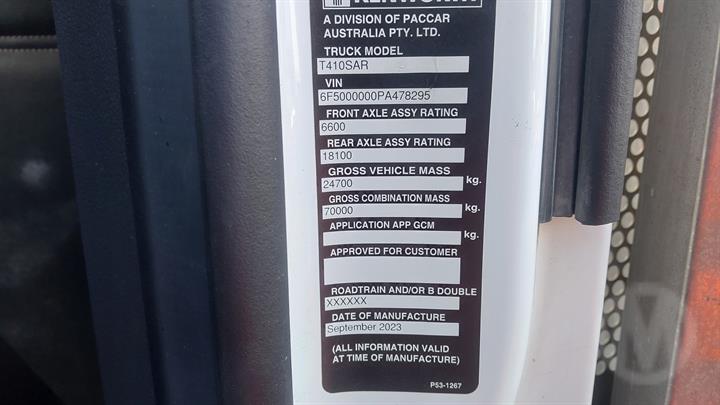 KENWORTH
A DIVISION OF PACCAR
AUSTRALIA PTY. LTD.
TRUCK MODEL
T410SAR
VIN
6F5000000PA478295
FRONT AXLE ASSY RATING
6600
REAR AXLE ASSY RATING
18100
GROSS VEHICLE MASS
24700 kg.
GROSS COMBINATION MASS
70000 kg.
APPLICATION APP GCM
kg.
APPROVED FOR CUSTOMER
ROADTRAIN AND/OR B DOUBLE
XXXXXX
DATE OF MANUFACTURE
September 2023
(ALL INFORMATION VALID
AT TIME OF MANUFACTURE)
P53-1267
M